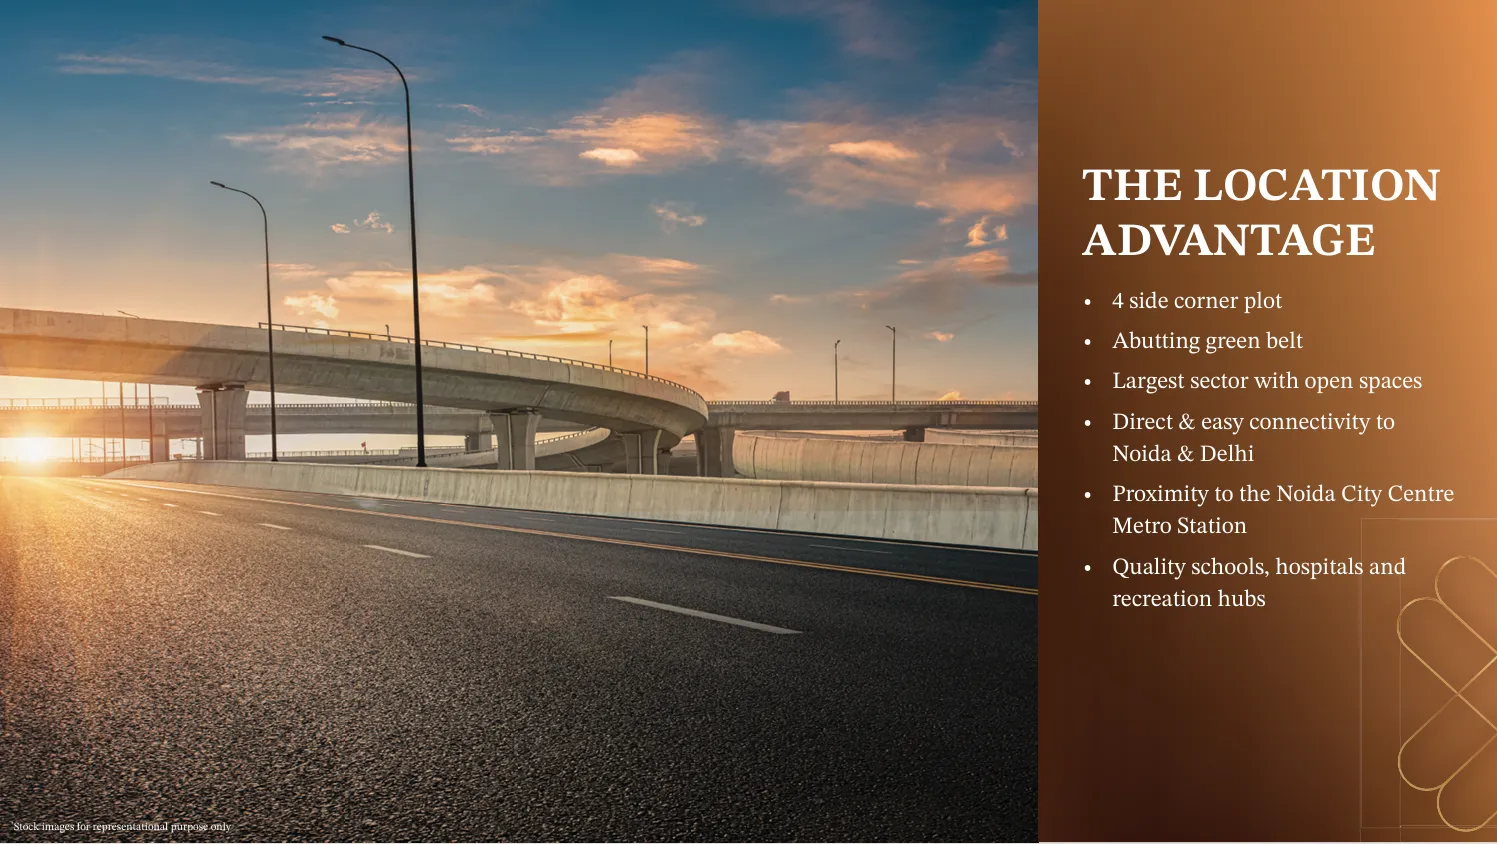 THE LOCATION
ADVANTAGE
• 4 side corner plot
• Abutting green belt
• Largest sector with open spaces
• Direct & easy connectivity to
Noida & Delhi
• Proximity to the Noida City Centre
Metro Station
• Quality schools, hospitals and
recreation hubs
*Stock images for representational purpose only